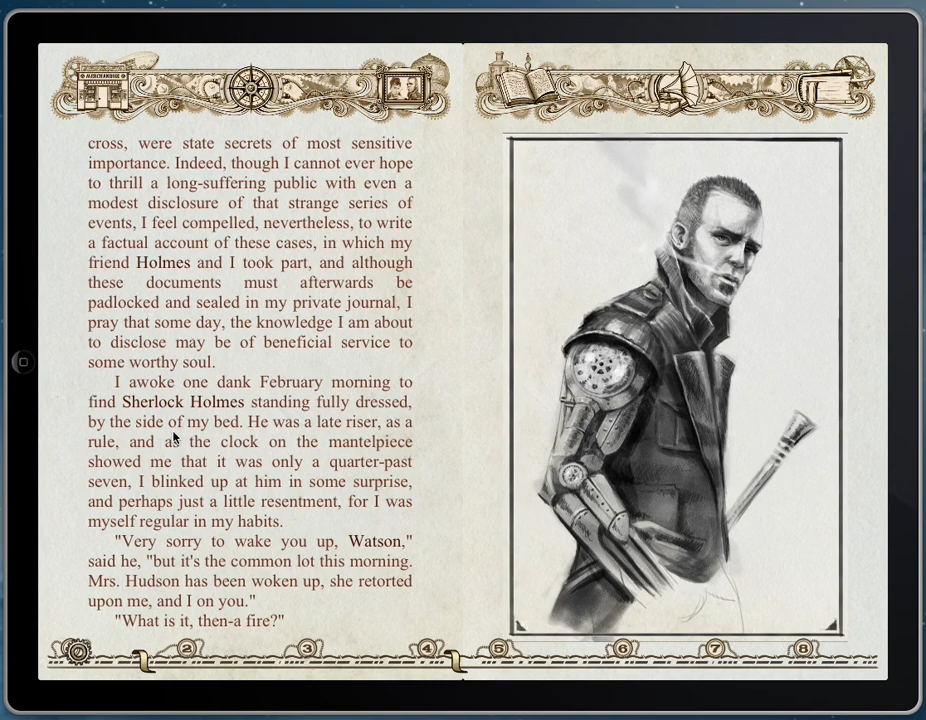 MERCHANDISE
cross, were state secrets of most sensitive
importance. Indeed, though I cannot ever hope
to thrill a long-suffering public with even a
modest disclosure of that strange series of
events, I feel compelled, nevertheless, to write
a factual account of these cases, in which my
friend Holmes and I took part, and although
these documents must afterwards be
padlocked and sealed in my private journal, I
pray that some day, the knowledge I am about
to disclose may be of beneficial service to
some worthy soul.
I awoke one dank February morning to
find Sherlock Holmes standing fully dressed,
by the side of my bed. He was a late riser, as a
rule, and as the clock on the mantelpiece
showed me that it was only a quarter-past
seven, I blinked up at him in some surprise,
and perhaps just a little resentment, for I was
myself regular in my habits.
"Very sorry to wake you up, Watson,"
said he, "but it's the common lot this morning.
Mrs. Hudson has been woken up, she retorted
upon me, and I on you."
"What is it, then-a fire?"
2 3 4 5 6 7 8